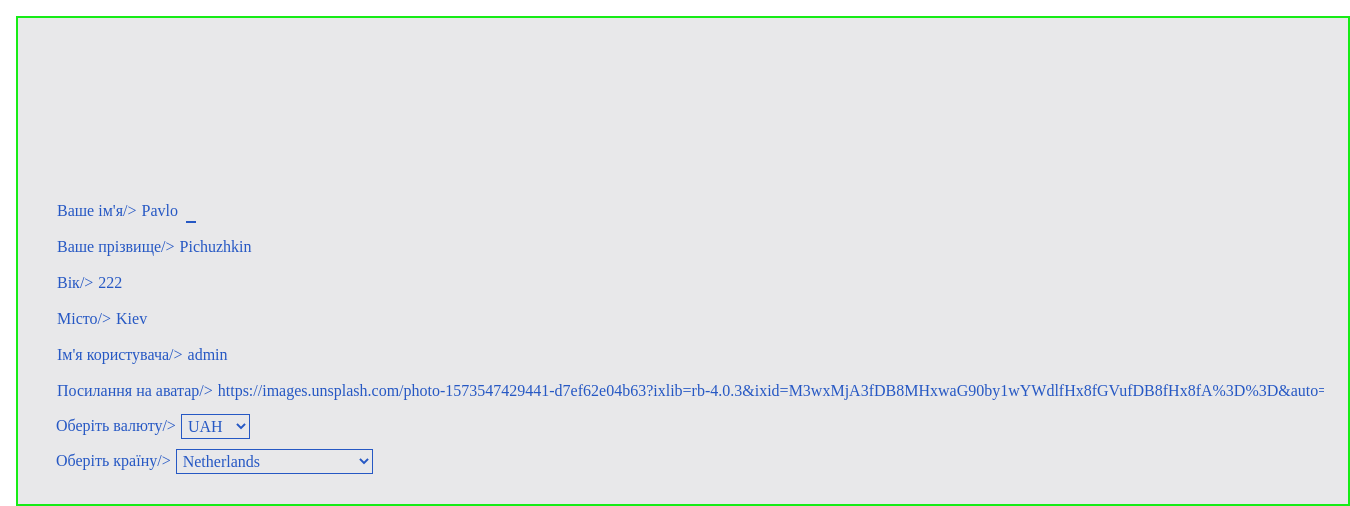 Ваше ім'я/> Pavlo _
Ваше прізвище/> Pichuzhkin
Вік/> 222
Місто/> Kiev
Ім'я користувача/> admin
Посилання на аватар/> https://images.unsplash.com/photo-1573547429441-d7ef62e04b63?ixlib=rb-4.0.3&ixid=M3wxMjA3fDB8MHxwaG90by1wYWdlfHx8fGVufDB8fHx8fA%3D%3D&auto=
Оберіть валюту/> UAH
Оберіть країну/> Netherlands